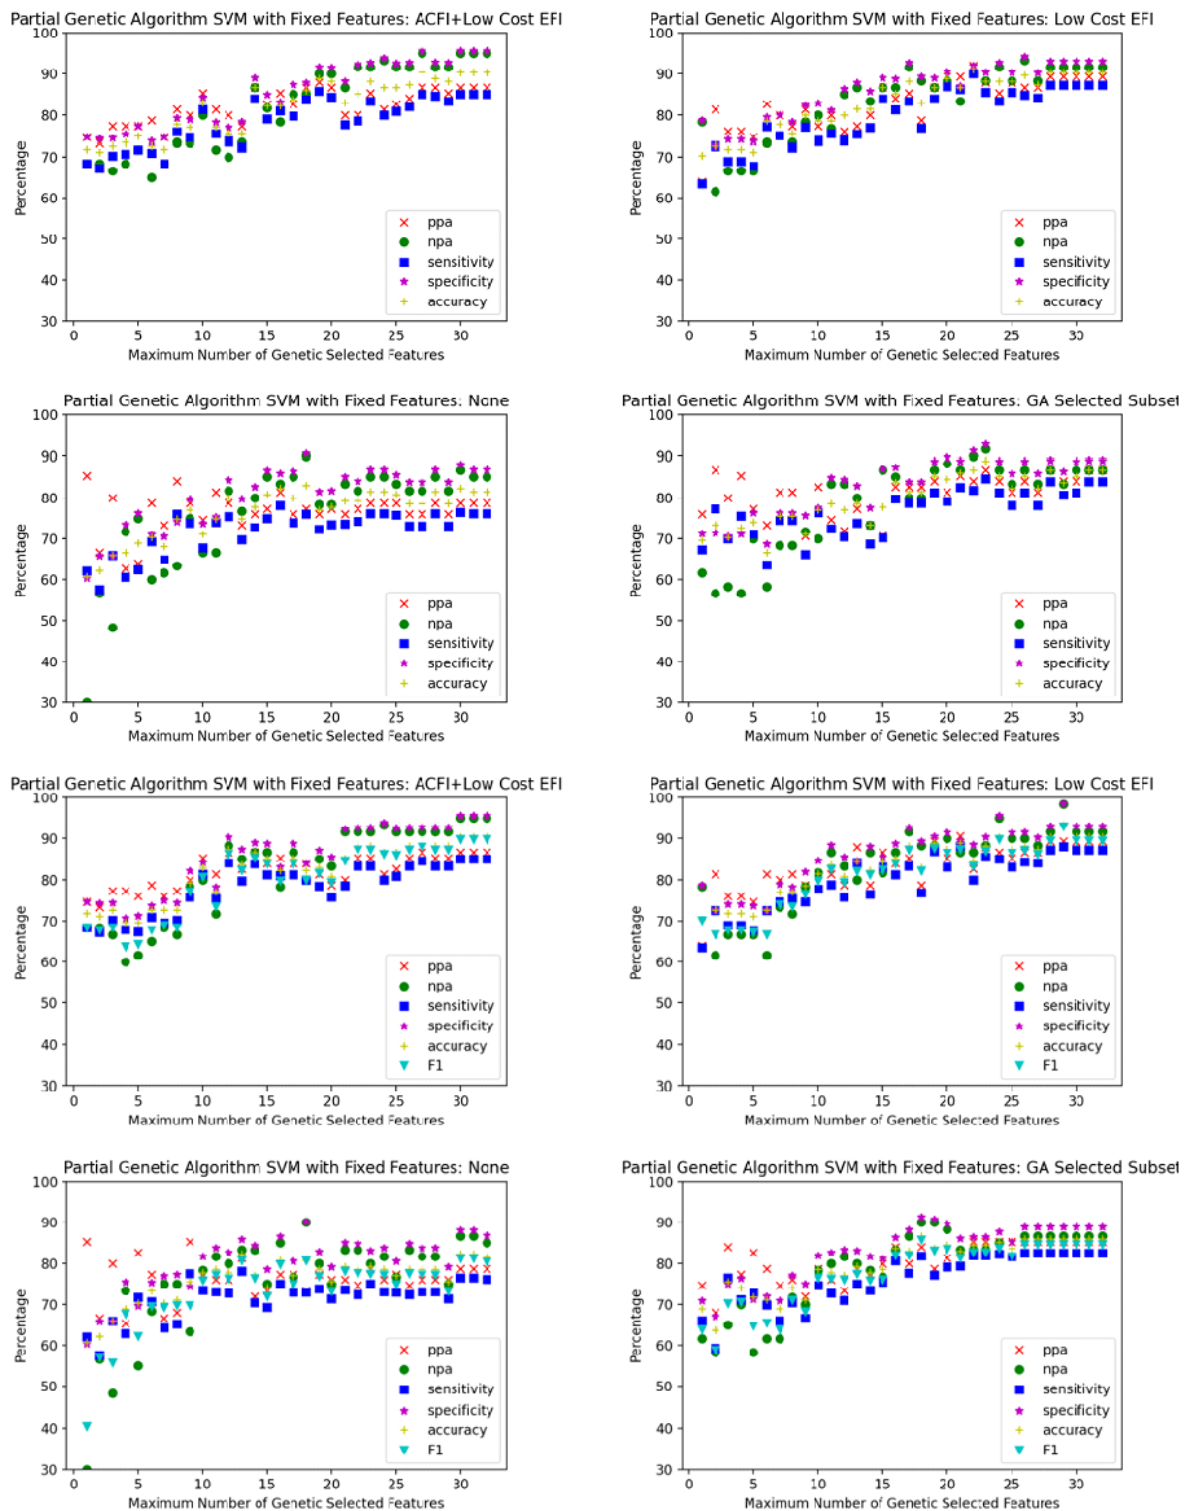 Partial Genetic Algorithm SVM with Fixed Features: ACFI+Low Cost EFI
100
90
80
70
60
50
40
30
Percentage
ppa
npa
sensitivity
specificity
accuracy
0 5 10 15 20 25 30
Maximum Number of Genetic Selected Features
Partial Genetic Algorithm SVM with Fixed Features: Low Cost EFI
100
90
80
70
60
50
40
30
Percentage
ppa
npa
sensitivity
specificity
accuracy
0 5 10 15 20 25 30
Maximum Number of Genetic Selected Features
Partial Genetic Algorithm SVM with Fixed Features: None
100
90
80
70
60
50
40
30
Percentage
ppa
npa
sensitivity
specificity
accuracy
0 5 10 15 20 25 30
Maximum Number of Genetic Selected Features
Partial Genetic Algorithm SVM with Fixed Features: GA Selected Subset
100
90
80
70
60
50
40
30
Percentage
ppa
npa
sensitivity
specificity
accuracy
0 5 10 15 20 25 30
Maximum Number of Genetic Selected Features
Partial Genetic Algorithm SVM with Fixed Features: ACFI+Low Cost EFI
100
90
80
70
60
50
40
30
Percentage
ppa
npa
sensitivity
specificity
accuracy
F1
0 5 10 15 20 25 30
Maximum Number of Genetic Selected Features
Partial Genetic Algorithm SVM with Fixed Features: Low Cost EFI
100
90
80
70
60
50
40
30
Percentage
ppa
npa
sensitivity
specificity
accuracy
F1
0 5 10 15 20 25 30
Maximum Number of Genetic Selected Features
Partial Genetic Algorithm SVM with Fixed Features: None
100
90
80
70
60
50
40
30
Percentage
ppa
npa
sensitivity
specificity
accuracy
F1
0 5 10 15 20 25 30
Maximum Number of Genetic Selected Features
Partial Genetic Algorithm SVM with Fixed Features: GA Selected Subset
100
90
80
70
60
50
40
30
Percentage
ppa
npa
sensitivity
specificity
accuracy
F1
0 5 10 15 20 25 30
Maximum Number of Genetic Selected Features